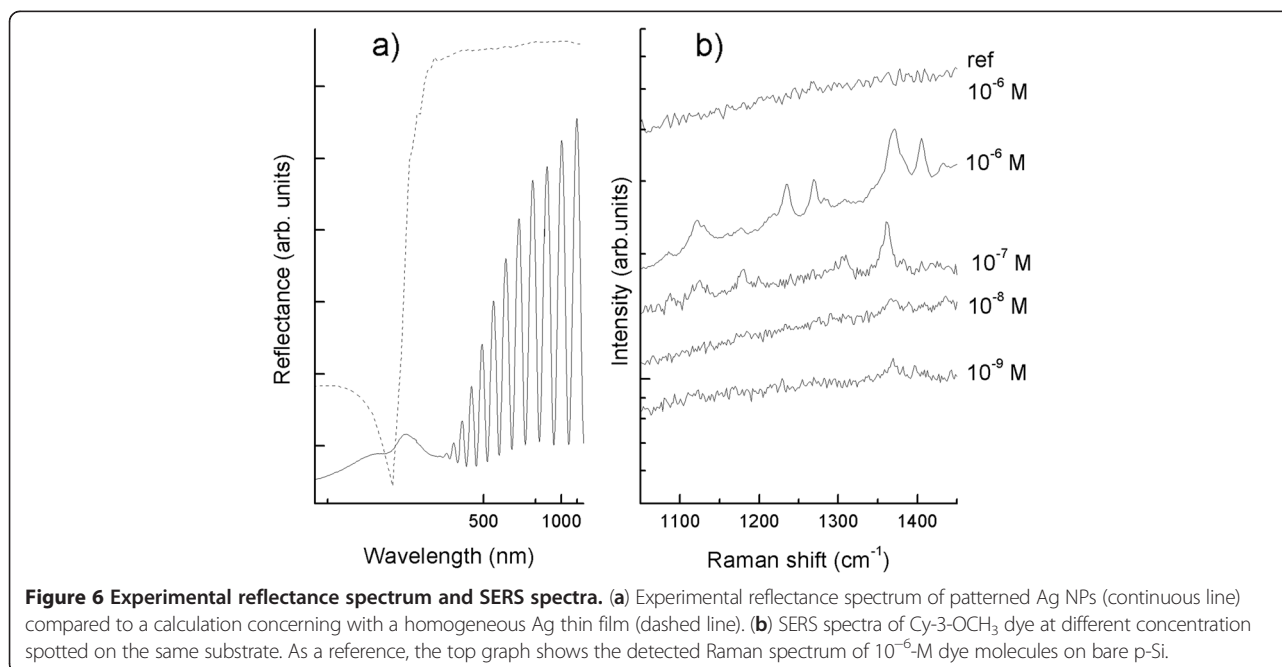 a)
Reflectance (arb. units)
500
1000
Wavelength (nm)
b)
ref
10⁻⁶ M
10⁻⁶ M
10⁻⁷ M
10⁻⁸ M
10⁻⁹ M
Intensity (arb.units)
1100
1200
1300
1400
Raman shift (cm⁻¹)
Figure 6 Experimental reflectance spectrum and SERS spectra. (a) Experimental reflectance spectrum of patterned Ag NPs (continuous line)
compared to a calculation concerning with a homogeneous Ag thin film (dashed line). (b) SERS spectra of Cy-3-OCH₃ dye at different concentration
spotted on the same substrate. As a reference, the top graph shows the detected Raman spectrum of 10⁻⁶-M dye molecules on bare p-Si.